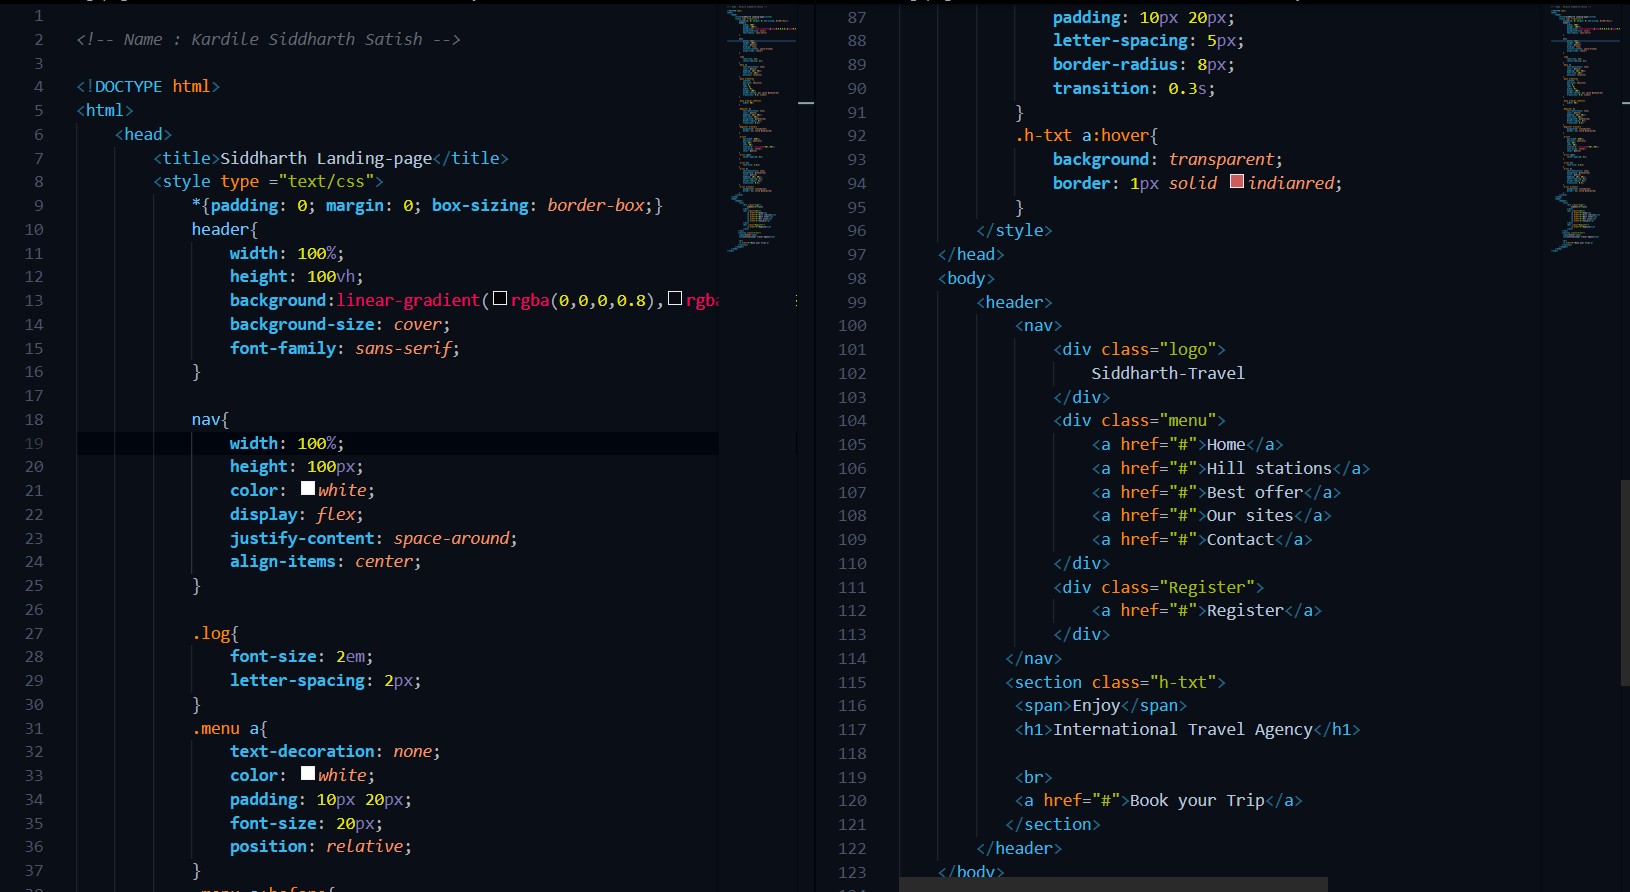 1
2 <!-- Name : Kardile Siddharth Satish -->
3
4 <!DOCTYPE html>
5 <html>
6 <head>
7 <title>Siddharth Landing-page</title>
8 <style type ="text/css">
9 *{padding: 0; margin: 0; box-sizing: border-box;}
10 header{
11 width: 100%;
12 height: 100vh;
13 background:linear-gradient(rgba(0,0,0,0.8),rgba
14 background-size: cover;
15 font-family: sans-serif;
16 }
17
18 nav{
19 width: 100%;
20 height: 100px;
21 color: white;
22 display: flex;
23 justify-content: space-around;
24 align-items: center;
25 }
26
27 .log{
28 font-size: 2em;
29 letter-spacing: 2px;
30 }
31 .menu a{
32 text-decoration: none;
33 color: white;
34 padding: 10px 20px;
35 font-size: 20px;
36 position: relative;
37 }
87 padding: 10px 20px;
88 letter-spacing: 5px;
89 border-radius: 8px;
90 transition: 0.3s;
91 }
92 .h-txt a:hover{
93 background: transparent;
94 border: 1px solid indianred;
95 }
96 </style>
97 </head>
98 <body>
99 <header>
100 <nav>
101 <div class="logo">
102 Siddharth-Travel
103 </div>
104 <div class="menu">
105 <a href="#">Home</a>
106 <a href="#">Hill stations</a>
107 <a href="#">Best offer</a>
108 <a href="#">Our sites</a>
109 <a href="#">Contact</a>
110 </div>
111 <div class="Register">
112 <a href="#">Register</a>
113 </div>
114 </nav>
115 <section class="h-txt">
116 <span>Enjoy</span>
117 <h1>International Travel Agency</h1>
118
119 <br>
120 <a href="#">Book your Trip</a>
121 </section>
122 </header>
123 </body>